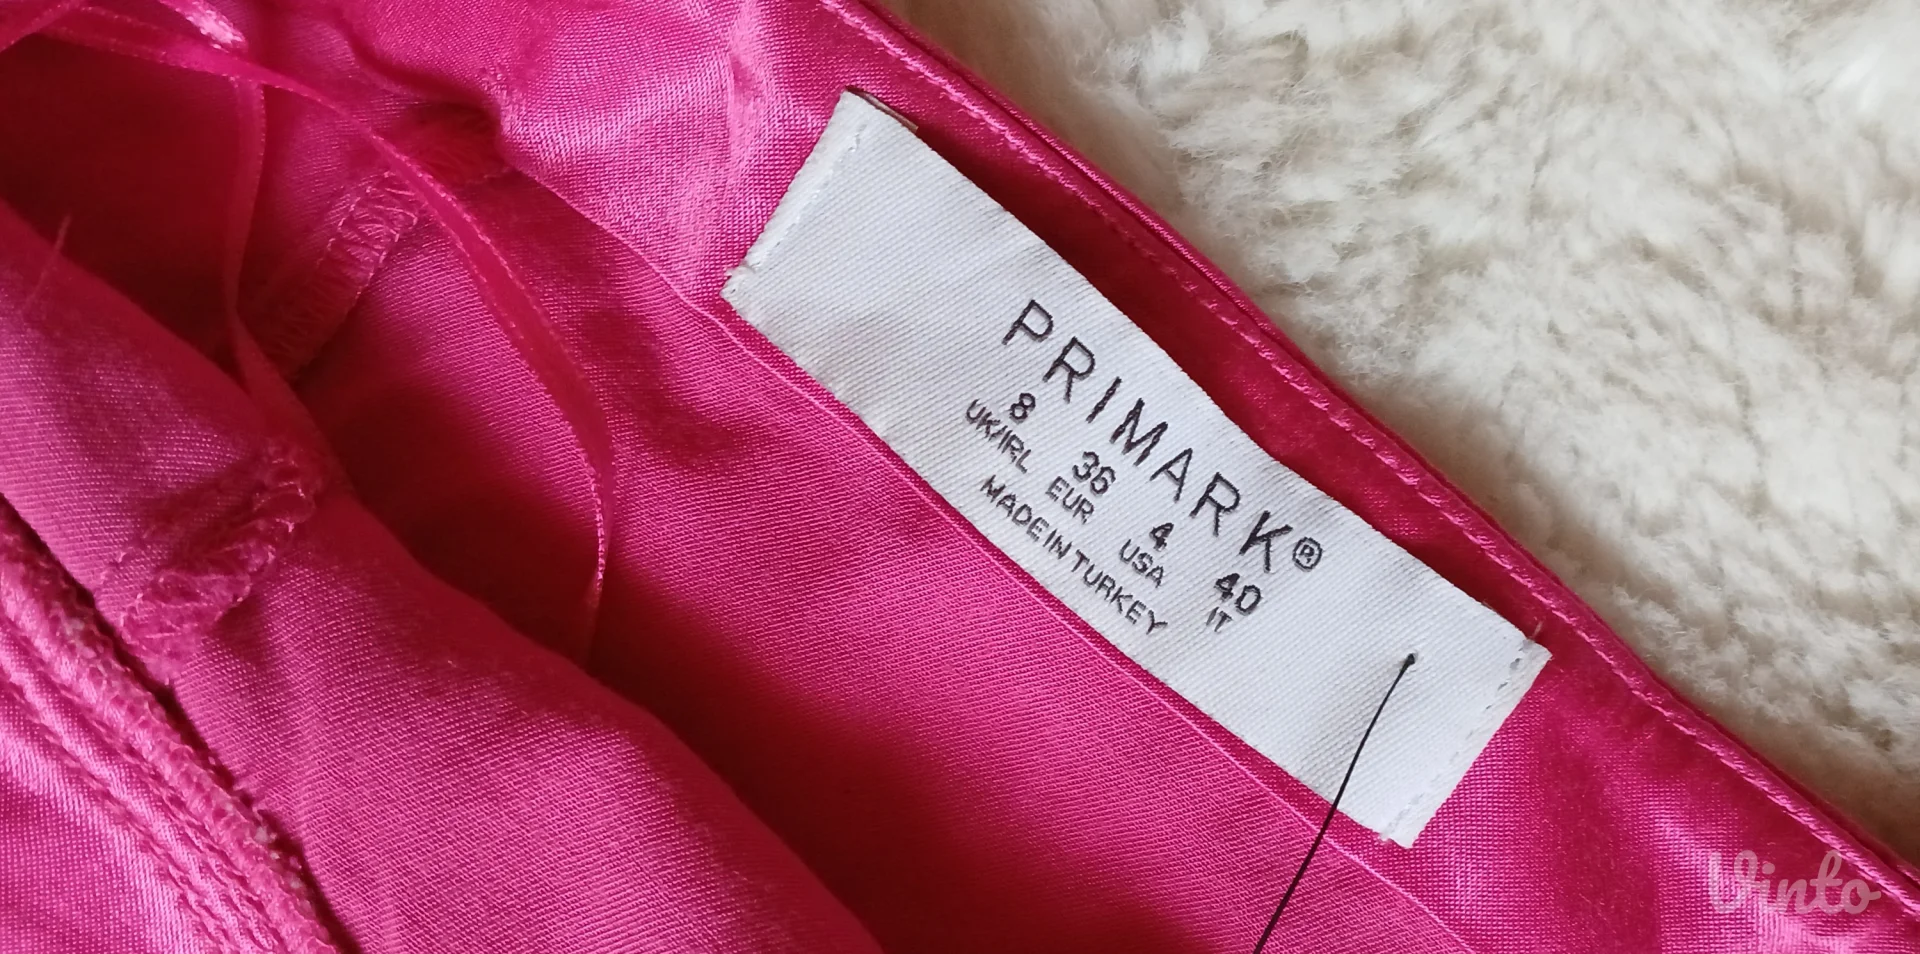 PRIMARK®
8 36 4 40
UK/IRL EUR USA IT
MADE IN TURKEY
Vinto